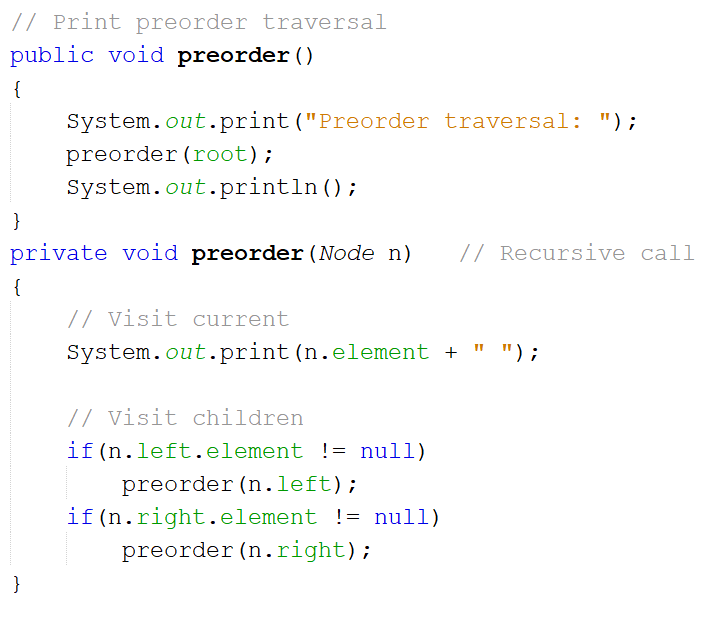 // Print preorder traversal
public void preorder()
{
    System.out.print("Preorder traversal: ");
    preorder(root);
    System.out.println();
}
private void preorder(Node n)   // Recursive call
{
    // Visit current
    System.out.print(n.element + " ");

    // Visit children
    if(n.left.element != null)
        preorder(n.left);
    if(n.right.element != null)
        preorder(n.right);
}